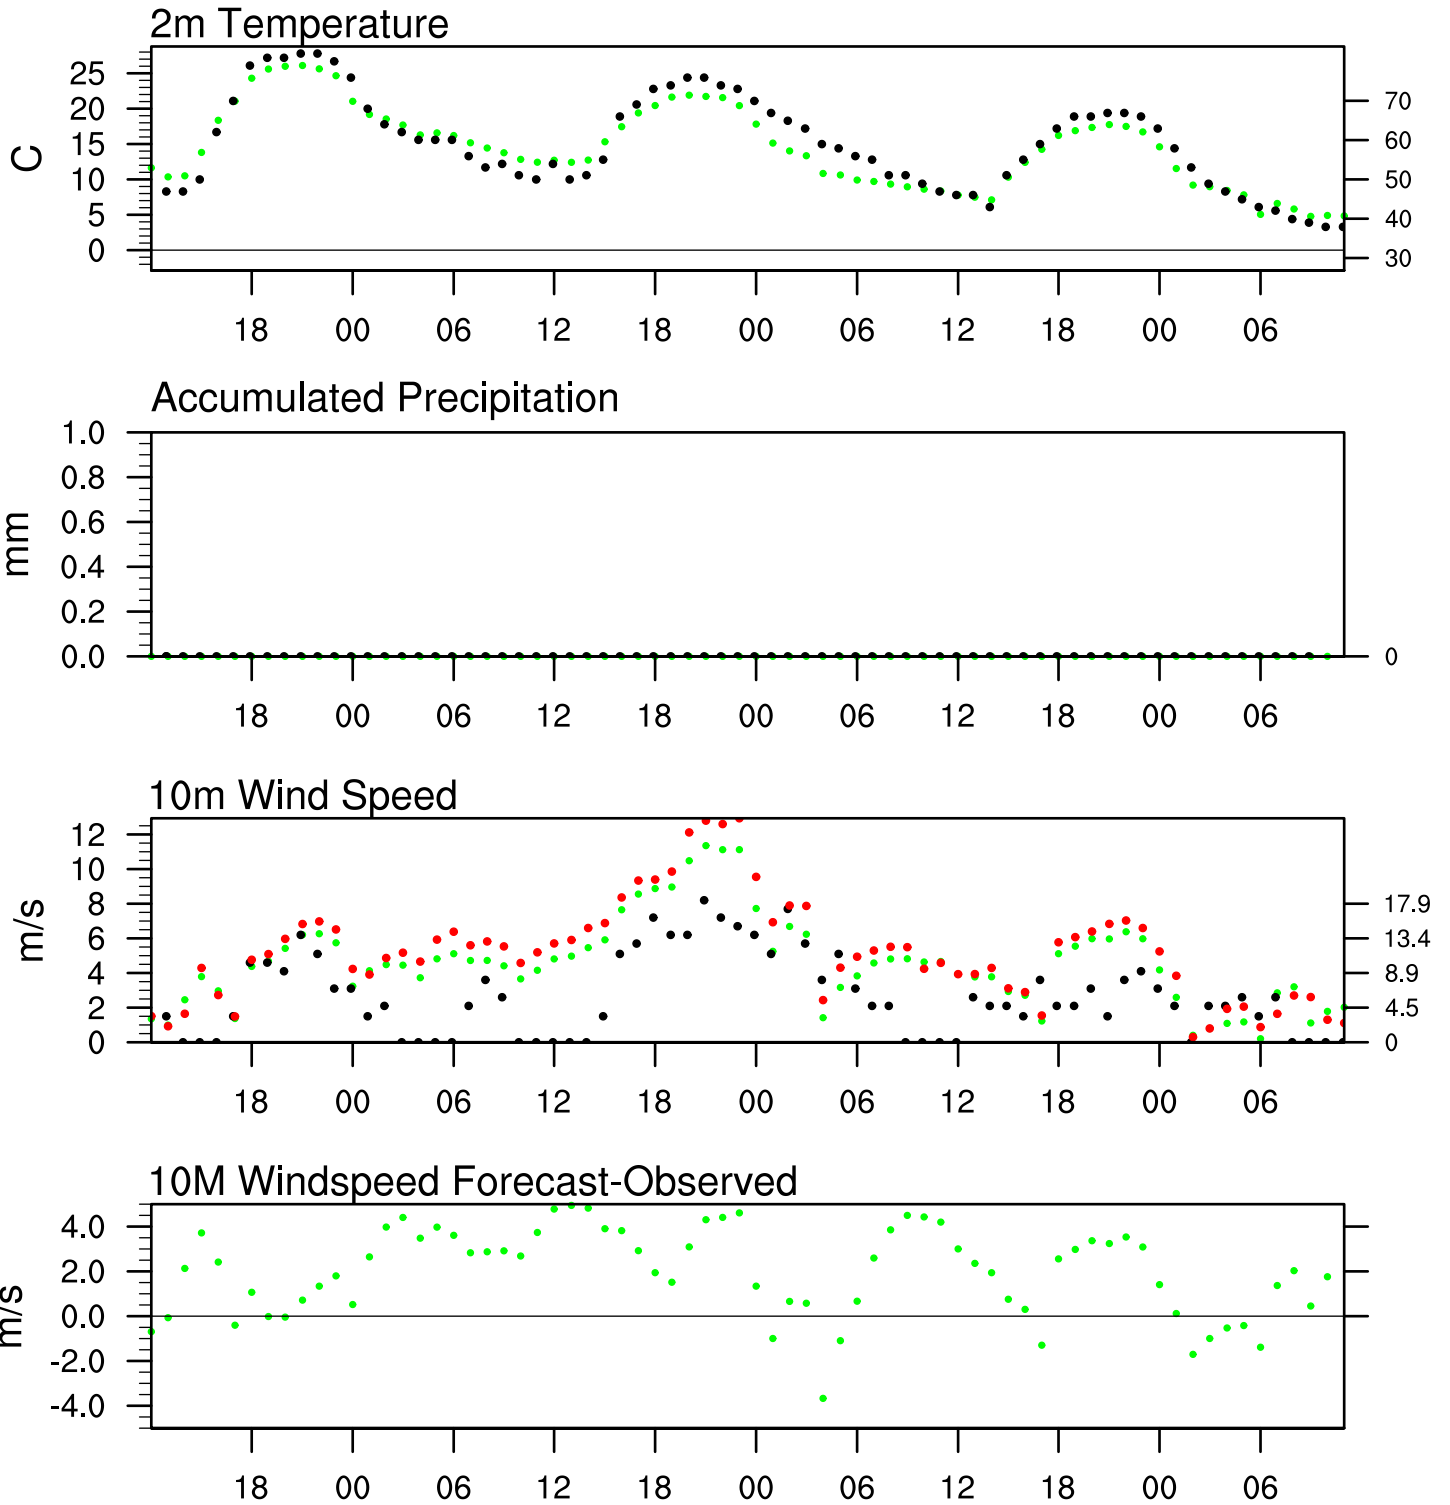 2m Temperature
25
20
15
10
5
0
C
70
60
50
40
30
18 00 06 12 18 00 06 12 18 00 06
Accumulated Precipitation
1.0
0.8
0.6
0.4
0.2
0.0
mm
0
18 00 06 12 18 00 06 12 18 00 06
10m Wind Speed
12
10
8
6
4
2
0
m/s
17.9
13.4
8.9
4.5
0
18 00 06 12 18 00 06 12 18 00 06
10M Windspeed Forecast-Observed
4.0
2.0
0.0
-2.0
-4.0
m/s
18 00 06 12 18 00 06 12 18 00 06